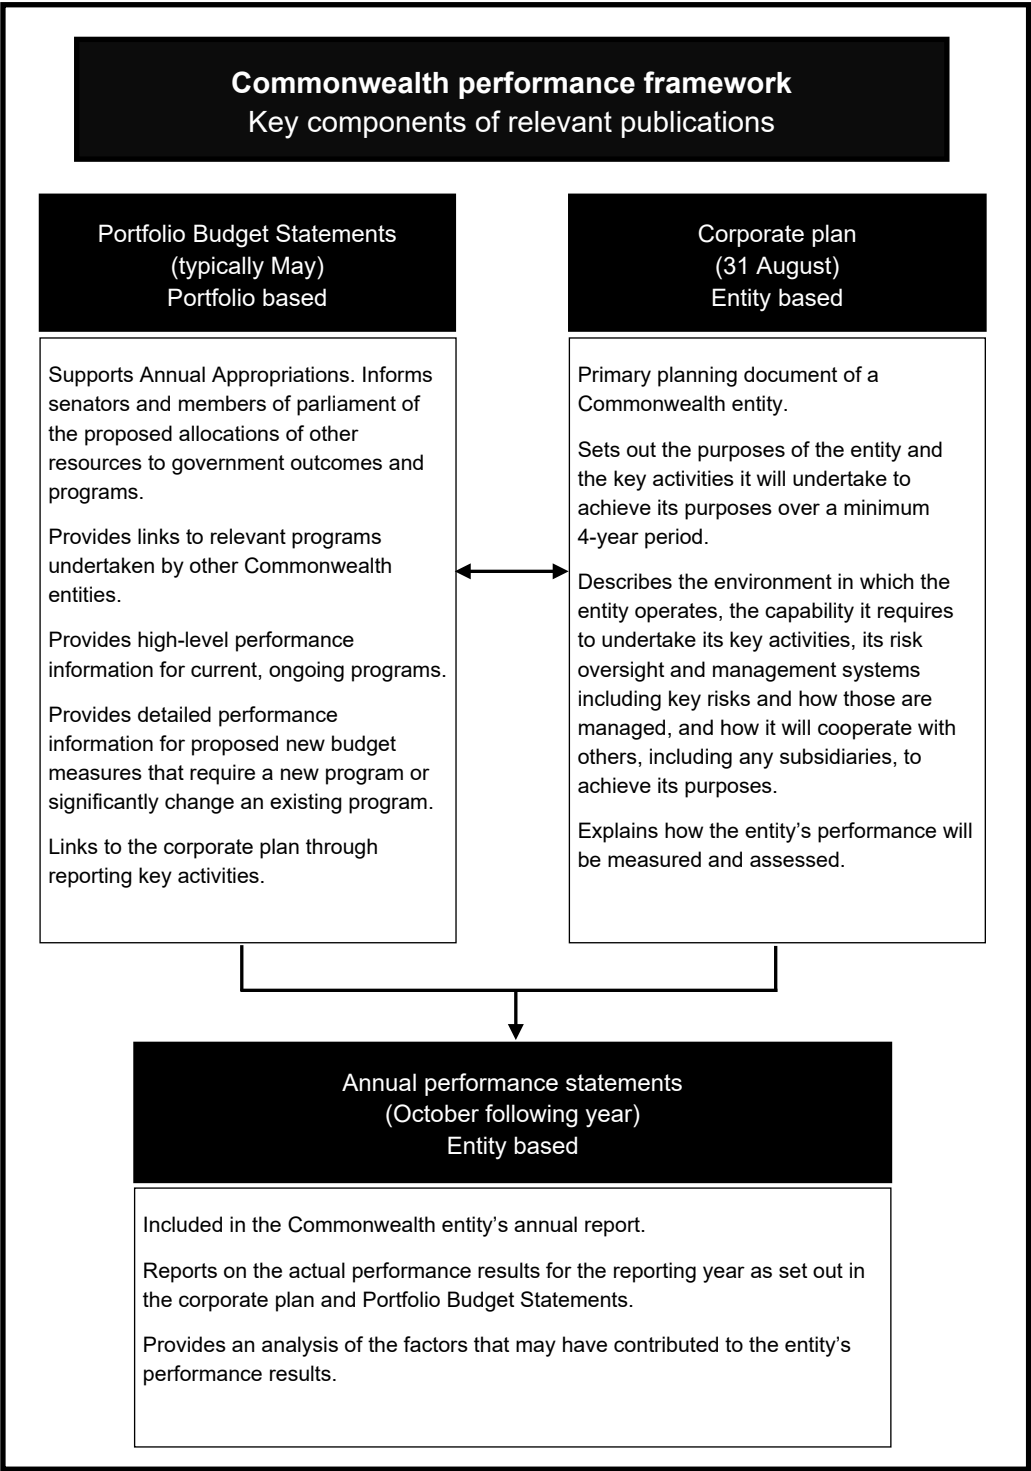 Commonwealth performance framework
Key components of relevant publications
Portfolio Budget Statements
(typically May)
Portfolio based
Supports Annual Appropriations. Informs
senators and members of parliament of
the proposed allocations of other
resources to government outcomes and
programs.
Provides links to relevant programs
undertaken by other Commonwealth
entities.
Provides high-level performance
information for current, ongoing programs.
Provides detailed performance
information for proposed new budget
measures that require a new program or
significantly change an existing program.
Links to the corporate plan through
reporting key activities.
Corporate plan
(31 August)
Entity based
Primary planning document of a
Commonwealth entity.
Sets out the purposes of the entity and
the key activities it will undertake to
achieve its purposes over a minimum
4-year period.
Describes the environment in which the
entity operates, the capability it requires
to undertake its key activities, its risk
oversight and management systems
including key risks and how those are
managed, and how it will cooperate with
others, including any subsidiaries, to
achieve its purposes.
Explains how the entity’s performance will
be measured and assessed.
Annual performance statements
(October following year)
Entity based
Included in the Commonwealth entity’s annual report.
Reports on the actual performance results for the reporting year as set out in
the corporate plan and Portfolio Budget Statements.
Provides an analysis of the factors that may have contributed to the entity’s
performance results.